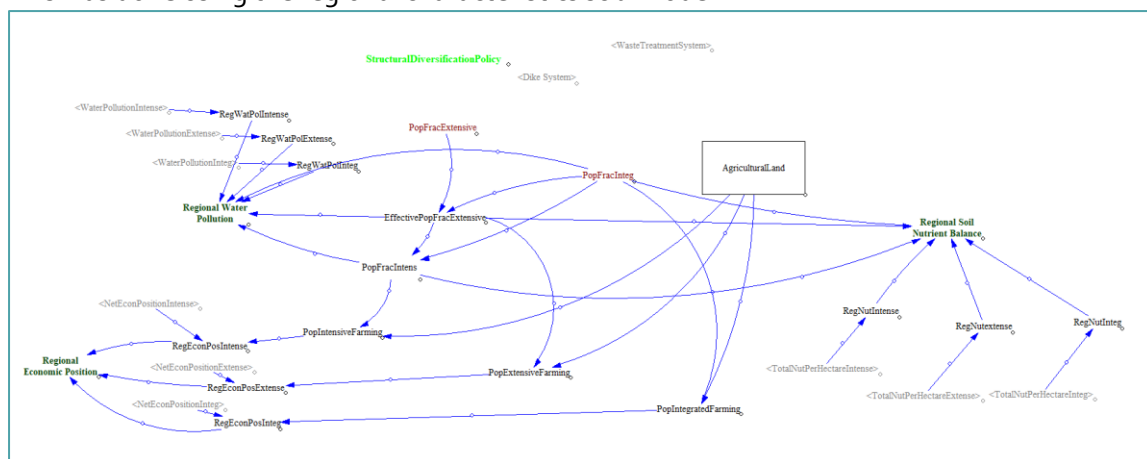 <WasteTreatmentSystem>
StructuralDiversificationPolicy
<Dike System>
<WaterPollutionIntense>
RegWatPolIntense
<WaterPollutionExtense>
RegWatPolExtense
PopFracExtensive
<WaterPollutionInteg>
RegWatPolInteg
PopFracInteg
AgriculturalLand
Regional Water
Pollution
EffectivePopFracExtensive
Regional Soil
Nutrient Balance
PopFracIntens
<NetEconPositionIntense>
RegNutIntense
RegNutextense
RegNutInteg
PopIntensiveFarming
RegEconPosIntense
Regional
Economic Position
<NetEconPositionExtense>
PopExtensiveFarming
<TotalNutPerHectareIntense>
RegEconPosExtense
<TotalNutPerHectareExtense>
<TotalNutPerHectareInteg>
<NetEconPositionInteg>
PopIntegratedFarming
RegEconPosInteg